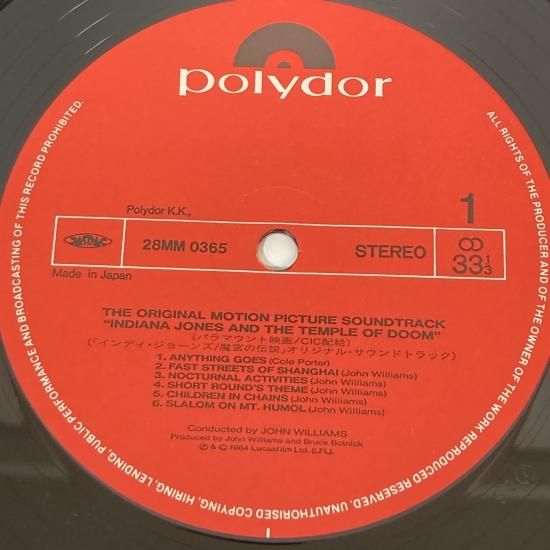 polydor
Polydor K.K.,
1
28MM 0365
STEREO
33 1/3
Made in Japan
THE ORIGINAL MOTION PICTURE SOUNDTRACK
"INDIANA JONES AND THE TEMPLE OF DOOM"
(パラマウント映画/CIC配給)
(「インディ・ジョーンズ/魔宮の伝説」オリジナル・サウンドトラック)
1. ANYTHING GOES (Cole Porter)
2. FAST STREETS OF SHANGHAI (John Williams)
3. NOCTURNAL ACTIVITIES (John Williams)
4. SHORT ROUND'S THEME (John Williams)
5. CHILDREN IN CHAINS (John Williams)
6. SLALOM ON MT. HUMOL (John Williams)
Conducted by JOHN WILLIAMS
Produced by John Williams and Bruce Botnick
℗ & © 1984 Lucasfilm Ltd. (LFL).
ALL RIGHTS OF THE PRODUCER AND OF THE OWNER OF THE WORK REPRODUCED RESERVED. UNAUTHORISED COPYING, HIRING, LENDING, PUBLIC PERFORMANCE AND BROADCASTING OF THIS RECORD PROHIBITED.